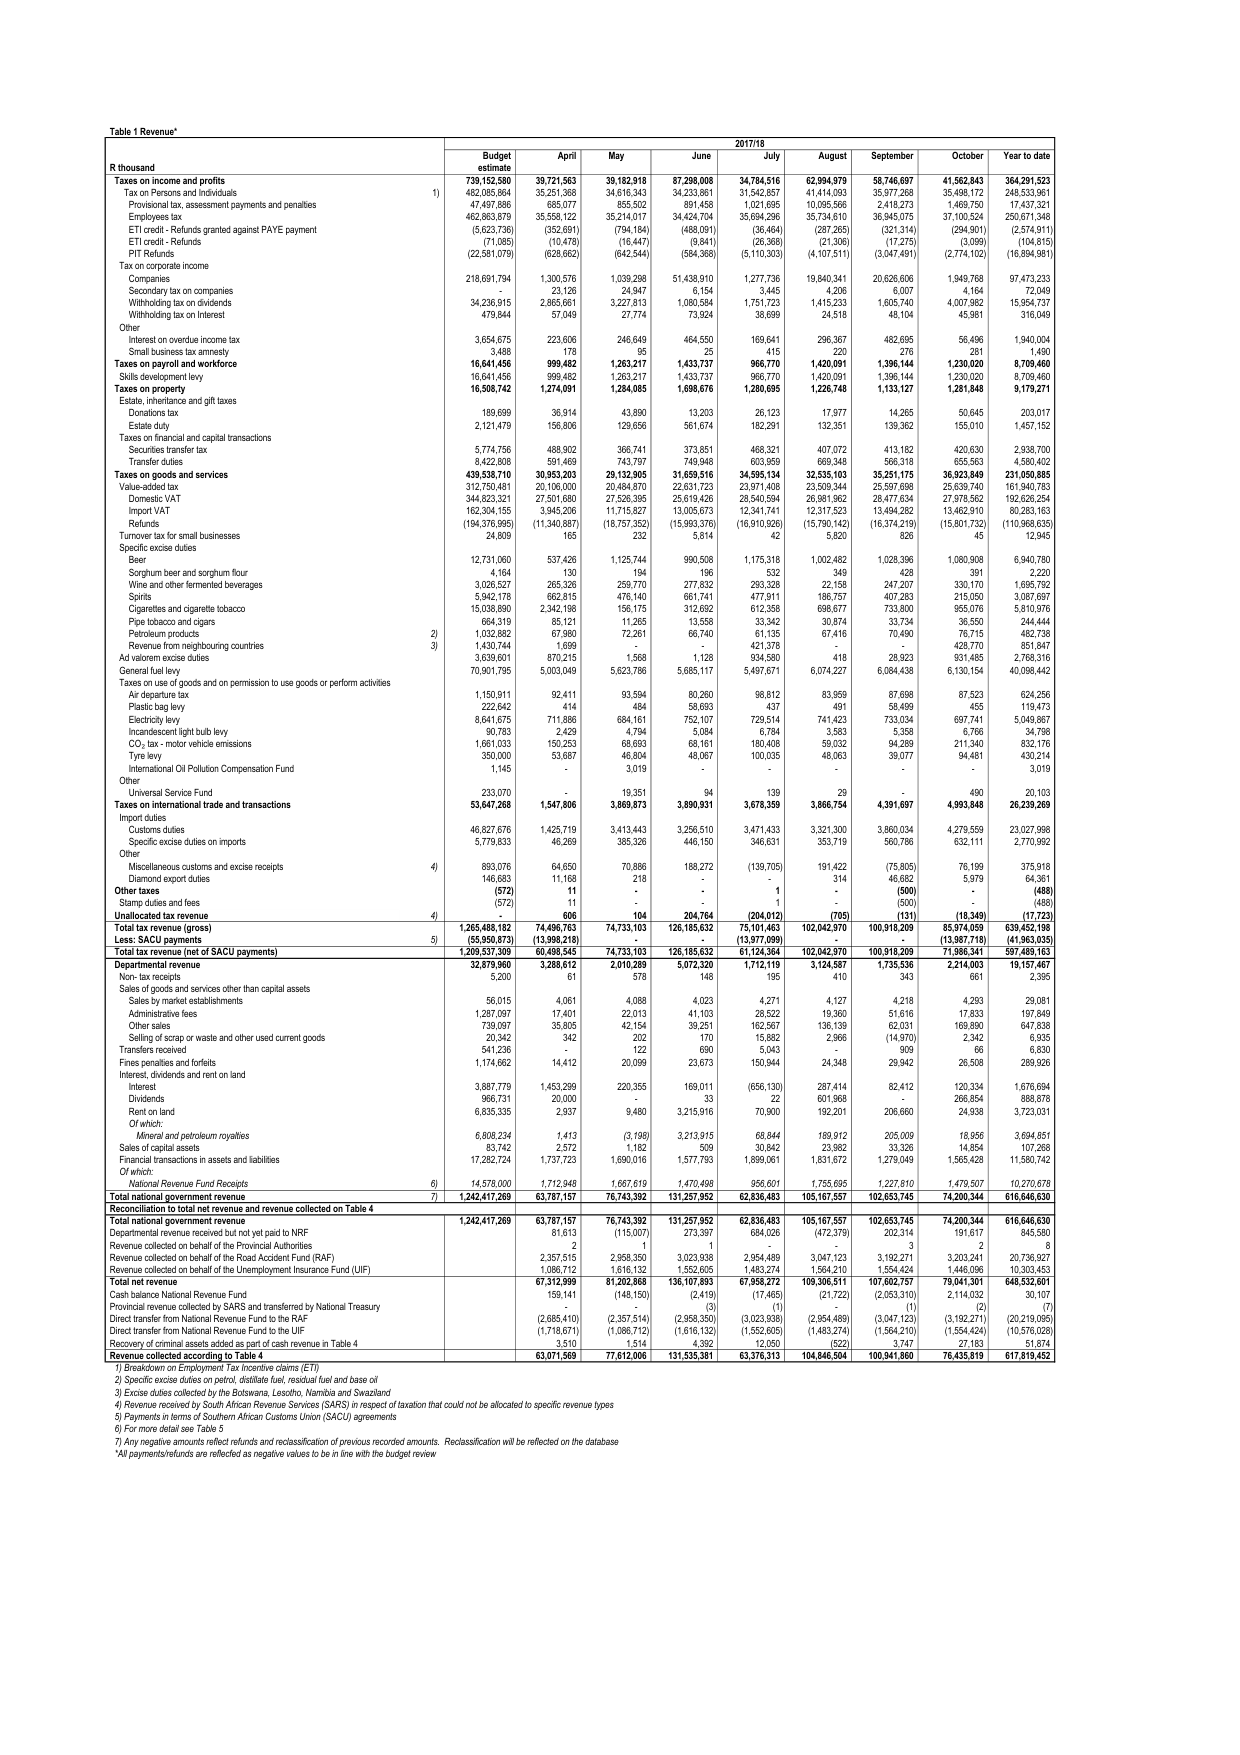 Table 1 Revenue*
2017/18
R thousand Budget estimate April May June July August September October Year to date
Taxes on income and profits 739,152,580 39,721,563 39,182,918 87,298,008 34,784,516 62,994,979 58,746,697 41,562,843 364,291,523
Tax on Persons and Individuals 1) 482,085,864 35,251,368 34,616,343 34,233,861 31,542,857 41,414,093 35,977,268 35,498,172 248,533,961
Provisional tax, assessment payments and penalties 47,497,886 685,077 855,502 891,458 1,021,695 10,095,566 2,418,273 1,469,750 17,437,321
Employees tax 462,863,879 35,558,122 35,214,017 34,424,704 35,694,296 35,734,610 36,945,075 37,100,524 250,671,348
ETI credit - Refunds granted against PAYE payment (5,623,736) (352,691) (794,184) (488,091) (36,464) (287,265) (321,314) (294,901) (2,574,911)
ETI credit - Refunds (71,085) (10,478) (16,447) (9,841) (26,368) (21,306) (17,275) (3,099) (104,815)
PIT Refunds (22,581,079) (628,662) (642,544) (584,368) (5,110,303) (4,107,511) (3,047,491) (2,774,102) (16,894,981)
Tax on corporate income
Companies 218,691,794 1,300,576 1,039,298 51,438,910 1,277,736 19,840,341 20,626,606 1,949,768 97,473,233
Secondary tax on companies - 23,126 24,947 6,154 3,445 4,206 6,007 4,164 72,049
Withholding tax on dividends 34,236,915 2,865,661 3,227,813 1,080,584 1,751,723 1,415,233 1,605,740 4,007,982 15,954,737
Withholding tax on Interest 479,844 57,049 27,774 73,924 38,699 24,518 48,104 45,981 316,049
Other
Interest on overdue income tax 3,654,675 223,606 246,649 464,550 169,641 296,367 482,695 56,496 1,940,004
Small business tax amnesty 3,488 178 95 25 415 220 276 281 1,490
Taxes on payroll and workforce 16,641,456 999,482 1,263,217 1,433,737 966,770 1,420,091 1,396,144 1,230,020 8,709,460
Skills development levy 16,641,456 999,482 1,263,217 1,433,737 966,770 1,420,091 1,396,144 1,230,020 8,709,460
Taxes on property 16,508,742 1,274,091 1,284,085 1,698,676 1,280,695 1,226,748 1,133,127 1,281,848 9,179,271
Estate, inheritance and gift taxes
Donations tax 189,699 36,914 43,890 13,203 26,123 17,977 14,265 50,645 203,017
Estate duty 2,121,479 156,806 129,656 561,674 182,291 132,351 139,362 155,010 1,457,152
Taxes on financial and capital transactions
Securities transfer tax 5,774,756 488,902 366,741 373,851 468,321 407,072 413,182 420,630 2,938,700
Transfer duties 8,422,808 591,469 743,797 749,948 603,959 669,348 566,318 655,563 4,580,402
Taxes on goods and services 439,538,710 30,953,203 29,132,905 31,659,516 34,595,134 32,535,103 35,251,175 36,923,849 231,050,885
Value-added tax 312,750,481 20,106,000 20,484,870 22,631,723 23,971,408 23,509,344 25,597,698 25,639,740 161,940,783
Domestic VAT 344,823,321 27,501,680 27,526,395 25,619,426 28,540,594 26,981,962 28,477,634 27,978,562 192,626,254
Import VAT 162,304,155 3,945,206 11,715,827 13,005,673 12,341,741 12,317,523 13,494,282 13,462,910 80,283,163
Refunds (194,376,995) (11,340,887) (18,757,352) (15,993,376) (16,910,926) (15,790,142) (16,374,219) (15,801,732) (110,968,635)
Turnover tax for small businesses 24,809 165 232 5,814 42 5,820 826 45 12,945
Specific excise duties
Beer 12,731,060 537,426 1,125,744 990,508 1,175,318 1,002,482 1,028,396 1,080,908 6,940,780
Sorghum beer and sorghum flour 4,164 130 194 196 532 349 428 391 2,220
Wine and other fermented beverages 3,026,527 265,326 259,770 277,832 293,328 22,158 247,207 330,170 1,695,792
Spirits 5,942,178 662,815 476,140 661,741 477,911 186,757 407,283 215,050 3,087,697
Cigarettes and cigarette tobacco 15,038,890 2,342,198 156,175 312,692 612,358 698,677 733,800 955,076 5,810,976
Pipe tobacco and cigars 664,319 85,121 11,265 13,558 33,342 30,874 33,734 36,550 244,444
Petroleum products 2) 1,032,882 67,980 72,261 66,740 61,135 67,416 70,490 76,715 482,738
Revenue from neighbouring countries 3) 1,430,744 1,699 - - 421,378 - - 428,770 851,847
Ad valorem excise duties 3,639,601 870,215 1,568 1,128 934,580 418 28,923 931,485 2,768,316
General fuel levy 70,901,795 5,003,049 5,623,786 5,685,117 5,497,671 6,074,227 6,084,438 6,130,154 40,098,442
Taxes on use of goods and on permission to use goods or perform activities
Air departure tax 1,150,911 92,411 93,594 80,260 98,812 83,959 87,698 87,523 624,256
Plastic bag levy 222,642 414 484 58,693 437 491 58,499 455 119,473
Electricity levy 8,641,675 711,886 684,161 752,107 729,514 741,423 733,034 697,741 5,049,867
Incandescent light bulb levy 90,783 2,429 4,794 5,084 6,784 3,583 5,358 6,766 34,798
CO₂ tax - motor vehicle emissions 1,661,033 150,253 68,693 68,161 180,408 59,032 94,289 211,340 832,176
Tyre levy 350,000 53,687 46,804 48,067 100,035 48,063 39,077 94,481 430,214
International Oil Pollution Compensation Fund 1,145 - 3,019 - - - - - 3,019
Other
Universal Service Fund 233,070 - 19,351 94 139 29 - 490 20,103
Taxes on international trade and transactions 53,647,268 1,547,806 3,869,873 3,890,931 3,678,359 3,866,754 4,391,697 4,993,848 26,239,269
Import duties
Customs duties 46,827,676 1,425,719 3,413,443 3,256,510 3,471,433 3,321,300 3,860,034 4,279,559 23,027,998
Specific excise duties on imports 5,779,833 46,269 385,326 446,150 346,631 353,719 560,786 632,111 2,770,992
Other
Miscellaneous customs and excise receipts 4) 893,076 64,650 70,886 188,272 (139,705) 191,422 (75,805) 76,199 375,918
Diamond export duties 146,683 11,168 218 - - 314 46,682 5,979 64,361
Other taxes (572) 11 - - 1 - (500) - (488)
Stamp duties and fees (572) 11 - - 1 - (500) - (488)
Unallocated tax revenue 4) - 606 104 204,764 (204,012) (705) (131) (18,349) (17,723)
Total tax revenue (gross) 1,265,488,182 74,496,763 74,733,103 126,185,632 75,101,463 102,042,970 100,918,209 85,974,059 639,452,198
Less: SACU payments 5) (55,950,873) (13,998,218) - - (13,977,099) - - (13,987,718) (41,963,035)
Total tax revenue (net of SACU payments) 1,209,537,309 60,498,545 74,733,103 126,185,632 61,124,364 102,042,970 100,918,209 71,986,341 597,489,163
Departmental revenue 32,879,960 3,288,612 2,010,289 5,072,320 1,712,119 3,124,587 1,735,536 2,214,003 19,157,467
Non- tax receipts 5,200 61 578 148 195 410 343 661 2,395
Sales of goods and services other than capital assets
Sales by market establishments 56,015 4,061 4,088 4,023 4,271 4,127 4,218 4,293 29,081
Administrative fees 1,287,097 17,401 22,013 41,103 28,522 19,360 51,616 17,833 197,849
Other sales 739,097 35,805 42,154 39,251 162,567 136,139 62,031 169,890 647,838
Selling of scrap or waste and other used current goods 20,342 342 202 170 15,882 2,966 (14,970) 2,342 6,935
Transfers received 541,236 - 122 690 5,043 - 909 66 6,830
Fines penalties and forfeits 1,174,662 14,412 20,099 23,673 150,944 24,348 29,942 26,508 289,926
Interest, dividends and rent on land
Interest 3,887,779 1,453,299 220,355 169,011 (656,130) 287,414 82,412 120,334 1,676,694
Dividends 966,731 20,000 - 33 22 601,968 - 266,854 888,878
Rent on land 6,835,335 2,937 9,480 3,215,916 70,900 192,201 206,660 24,938 3,723,031
Of which:
Mineral and petroleum royalties 6,808,234 1,413 (3,198) 3,213,915 68,844 189,912 205,009 18,956 3,694,851
Sales of capital assets 83,742 2,572 1,182 509 30,842 23,982 33,326 14,854 107,268
Financial transactions in assets and liabilities 17,282,724 1,737,723 1,690,016 1,577,793 1,899,061 1,831,672 1,279,049 1,565,428 11,580,742
Of which:
National Revenue Fund Receipts 6) 14,578,000 1,712,948 1,667,619 1,470,498 956,601 1,755,695 1,227,810 1,479,507 10,270,678
Total national government revenue 7) 1,242,417,269 63,787,157 76,743,392 131,257,952 62,836,483 105,167,557 102,653,745 74,200,344 616,646,630
Reconciliation to total net revenue and revenue collected on Table 4
Total national government revenue 1,242,417,269 63,787,157 76,743,392 131,257,952 62,836,483 105,167,557 102,653,745 74,200,344 616,646,630
Departmental revenue received but not yet paid to NRF 81,613 (115,007) 273,397 684,026 (472,379) 202,314 191,617 845,580
Revenue collected on behalf of the Provincial Authorities 2 1 1 - - 3 2 8
Revenue collected on behalf of the Road Accident Fund (RAF) 2,357,515 2,958,350 3,023,938 2,954,489 3,047,123 3,192,271 3,203,241 20,736,927
Revenue collected on behalf of the Unemployment Insurance Fund (UIF) 1,086,712 1,616,132 1,552,605 1,483,274 1,564,210 1,554,424 1,446,096 10,303,453
Total net revenue 67,312,999 81,202,868 136,107,893 67,958,272 109,306,511 107,602,757 79,041,301 648,532,601
Cash balance National Revenue Fund 159,141 (148,150) (2,419) (17,465) (21,722) (2,053,310) 2,114,032 30,107
Provincial revenue collected by SARS and transferred by National Treasury - - (3) (1) - (1) (2) (7)
Direct transfer from National Revenue Fund to the RAF (2,685,410) (2,357,514) (2,958,350) (3,023,938) (2,954,489) (3,047,123) (3,192,271) (20,219,095)
Direct transfer from National Revenue Fund to the UIF (1,718,671) (1,086,712) (1,616,132) (1,552,605) (1,483,274) (1,564,210) (1,554,424) (10,576,028)
Recovery of criminal assets added as part of cash revenue in Table 4 3,510 1,514 4,392 12,050 (522) 3,747 27,183 51,874
Revenue collected according to Table 4 63,071,569 77,612,006 131,535,381 63,376,313 104,846,504 100,941,860 76,435,819 617,819,452
1) Breakdown on Employment Tax Incentive claims (ETI)
2) Specific excise duties on petrol, distillate fuel, residual fuel and base oil
3) Excise duties collected by the Botswana, Lesotho, Namibia and Swaziland
4) Revenue received by South African Revenue Services (SARS) in respect of taxation that could not be allocated to specific revenue types
5) Payments in terms of Southern African Customs Union (SACU) agreements
6) For more detail see Table 5
7) Any negative amounts reflect refunds and reclassification of previous recorded amounts. Reclassification will be reflected on the database
*All payments/refunds are reflecfed as negative values to be in line with the budget review